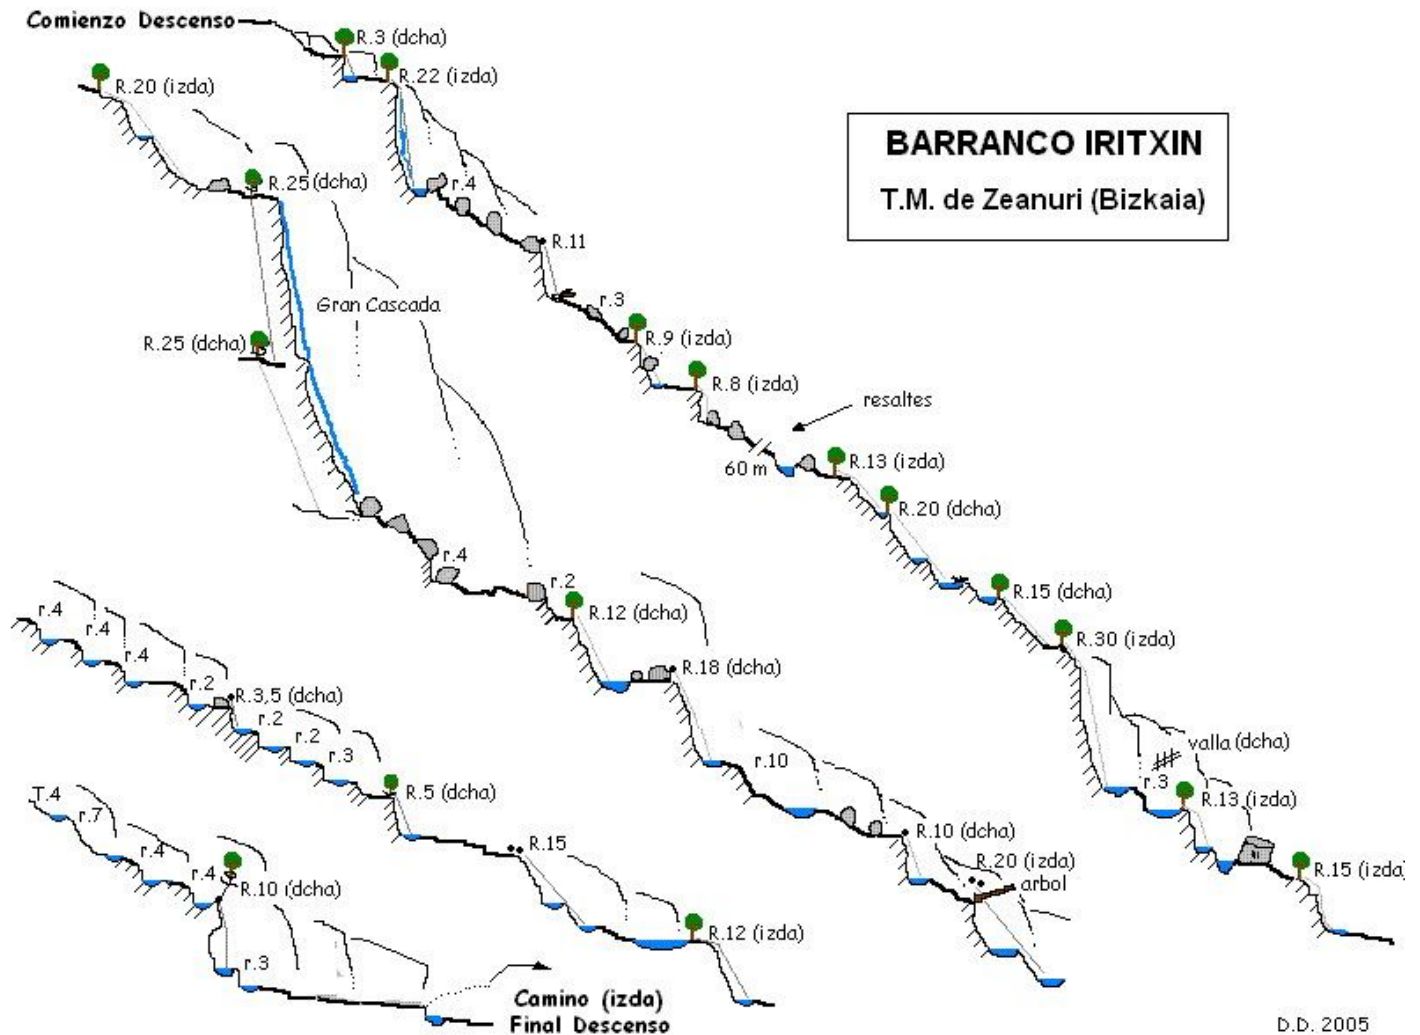 Comienzo Descenso
R.3 (dcha)
R.22 (izda)
r.4
R.11
r.3
R.9 (izda)
R.8 (izda)
resaltes
60 m
R.13 (izda)
R.20 (dcha)
R.15 (dcha)
R.30 (izda)
valla (dcha)
r.3
R.13 (izda)
R.15 (izda)
BARRANCO IRITXIN
T.M. de Zeanuri (Bizkaia)
R.20 (izda)
R.25 (dcha)
Gran Cascada
R.25 (dcha)
r.4
r.2
R.12 (dcha)
R.18 (dcha)
r.10
R.10 (dcha)
R.20 (izda)
arbol
r.4
r.4
r.4
r.2
R.3,5 (dcha)
r.2
r.2
r.3
R.5 (dcha)
R.15
R.12 (izda)
T.4
r.7
r.4
r.4
R.10 (dcha)
r.3
Camino (izda)
Final Descenso
D.D. 2005